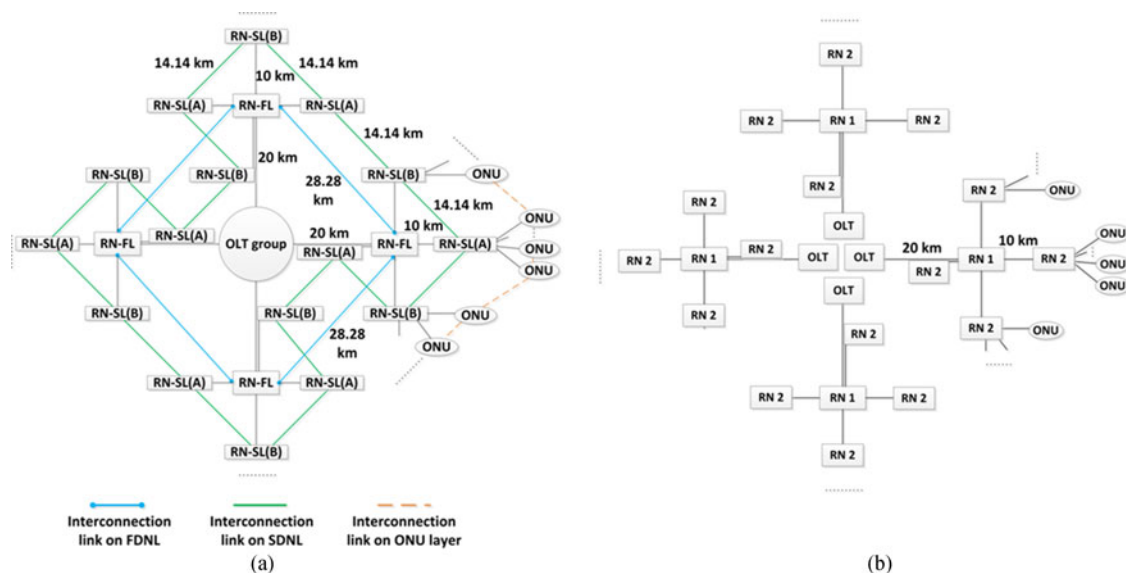 RN-SL(B)
14.14 km
14.14 km
10 km
RN-SL(A)
RN-FL
RN-SL(A)
14.14 km
20 km
RN-SL(B)
RN-SL(B)
RN-SL(B)
ONU
28.28
km
14.14 km
ONU
RN-SL(A)
RN-FL
RN-SL(A)
OLT group
20 km
RN-SL(A)
RN-FL
10 km
RN-SL(A)
ONU
ONU
RN-SL(B)
RN-SL(B)
RN-SL(B)
ONU
28.28
km
ONU
RN-SL(A)
RN-FL
RN-SL(A)
RN-SL(B)
Interconnection
link on FDNL
Interconnection
link on SDNL
Interconnection
link on ONU layer
(a)
RN 2
RN 2
RN 1
RN 2
RN 2
RN 2
OLT
RN 2
RN 1
RN 2
OLT
RN 2
OLT
20 km
RN 2
RN 1
10 km
RN 2
RN 2
ONU
ONU
ONU
ONU
RN 2
ONU
OLT
RN 2
RN 2
RN 1
RN 2
RN 2
(b)